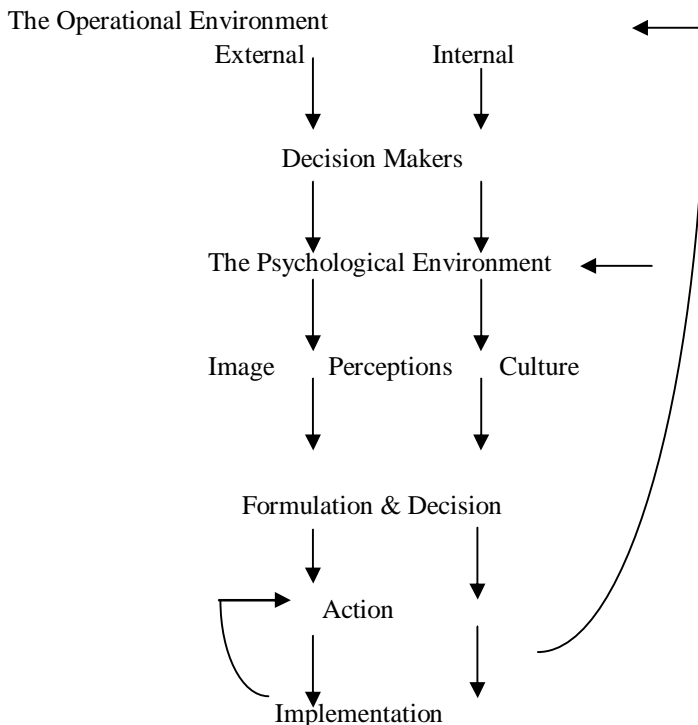 The Operational Environment
External Internal
Decision Makers
The Psychological Environment
Image Perceptions Culture
Formulation & Decision
Action
Implementation